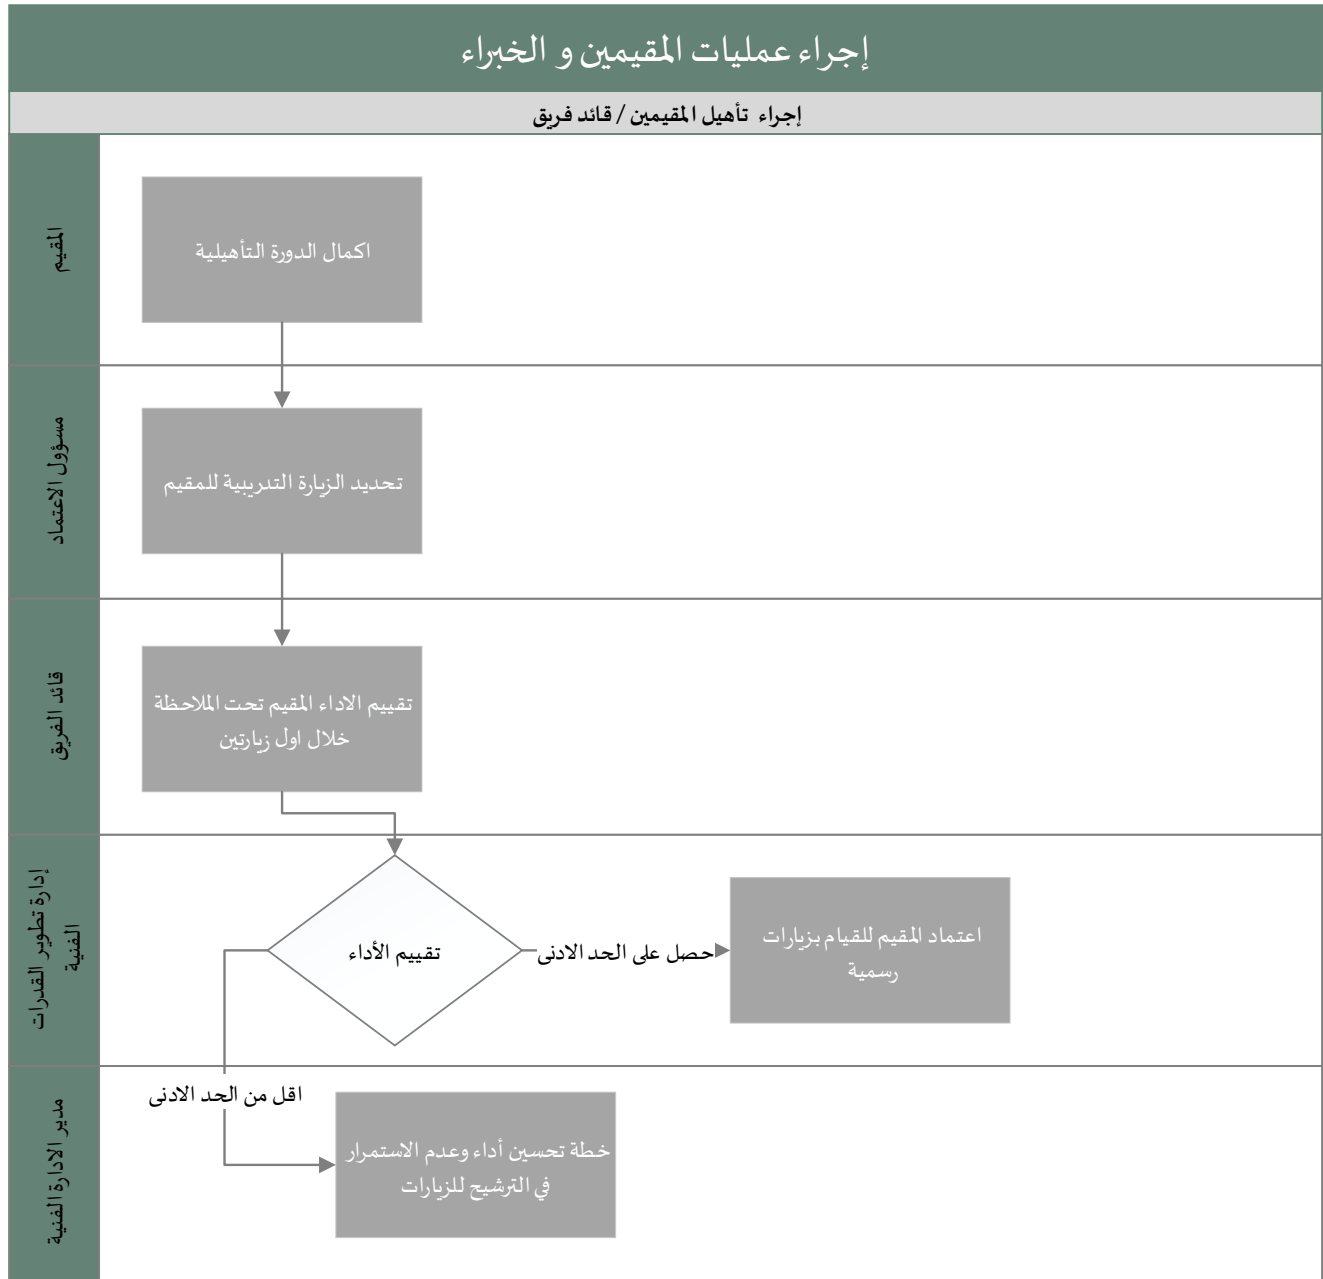 إجراء عمليات المقيمين و الخبراء
إجراء تأهيل المقيمين / قائد فريق
المقيم
اكمال الدورة التأهيلية
مسؤول الاعتماد
تحديد الزيارة التدريبية للمقيم
قائد الفريق
تقييم الاداء المقيم تحت الملاحظة
خلال اول زيارتين
إدارة تطوير القدرات
الفنية
تقييم الأداء
حصل على الحد الادنى
اعتماد المقيم للقيام بزيارات
رسمية
مدير الادارة الفنية
اقل من الحد الادنى
خطة تحسين أداء وعدم الاستمرار
في الترشيح للزيارات